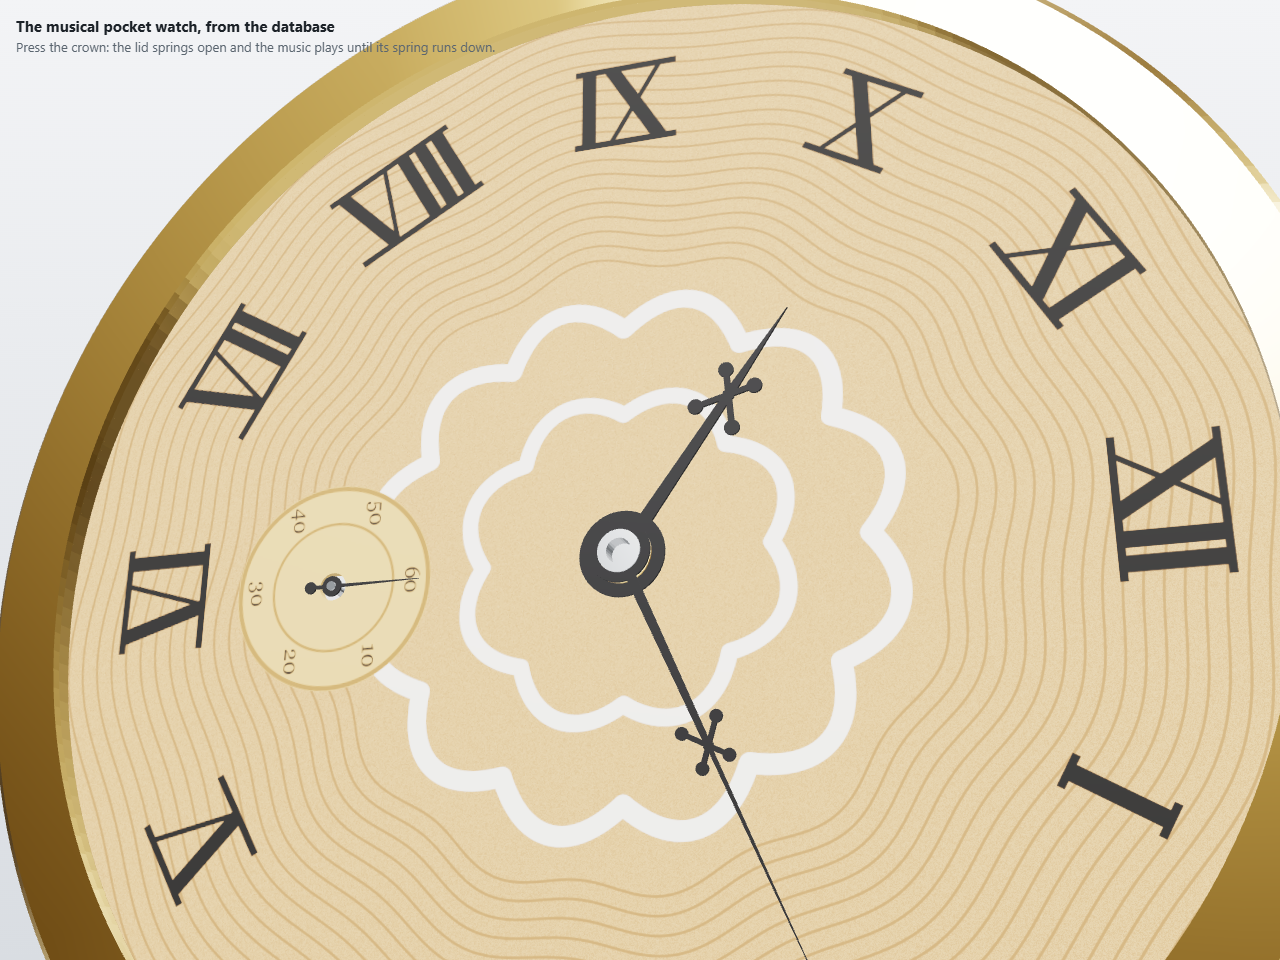 The musical pocket watch, from the database
Press the crown: the lid springs open and the music plays until its spring runs down.
IX
X
VIII
XI
VII
XII
50
40
60
30
VI
10
20
I
V